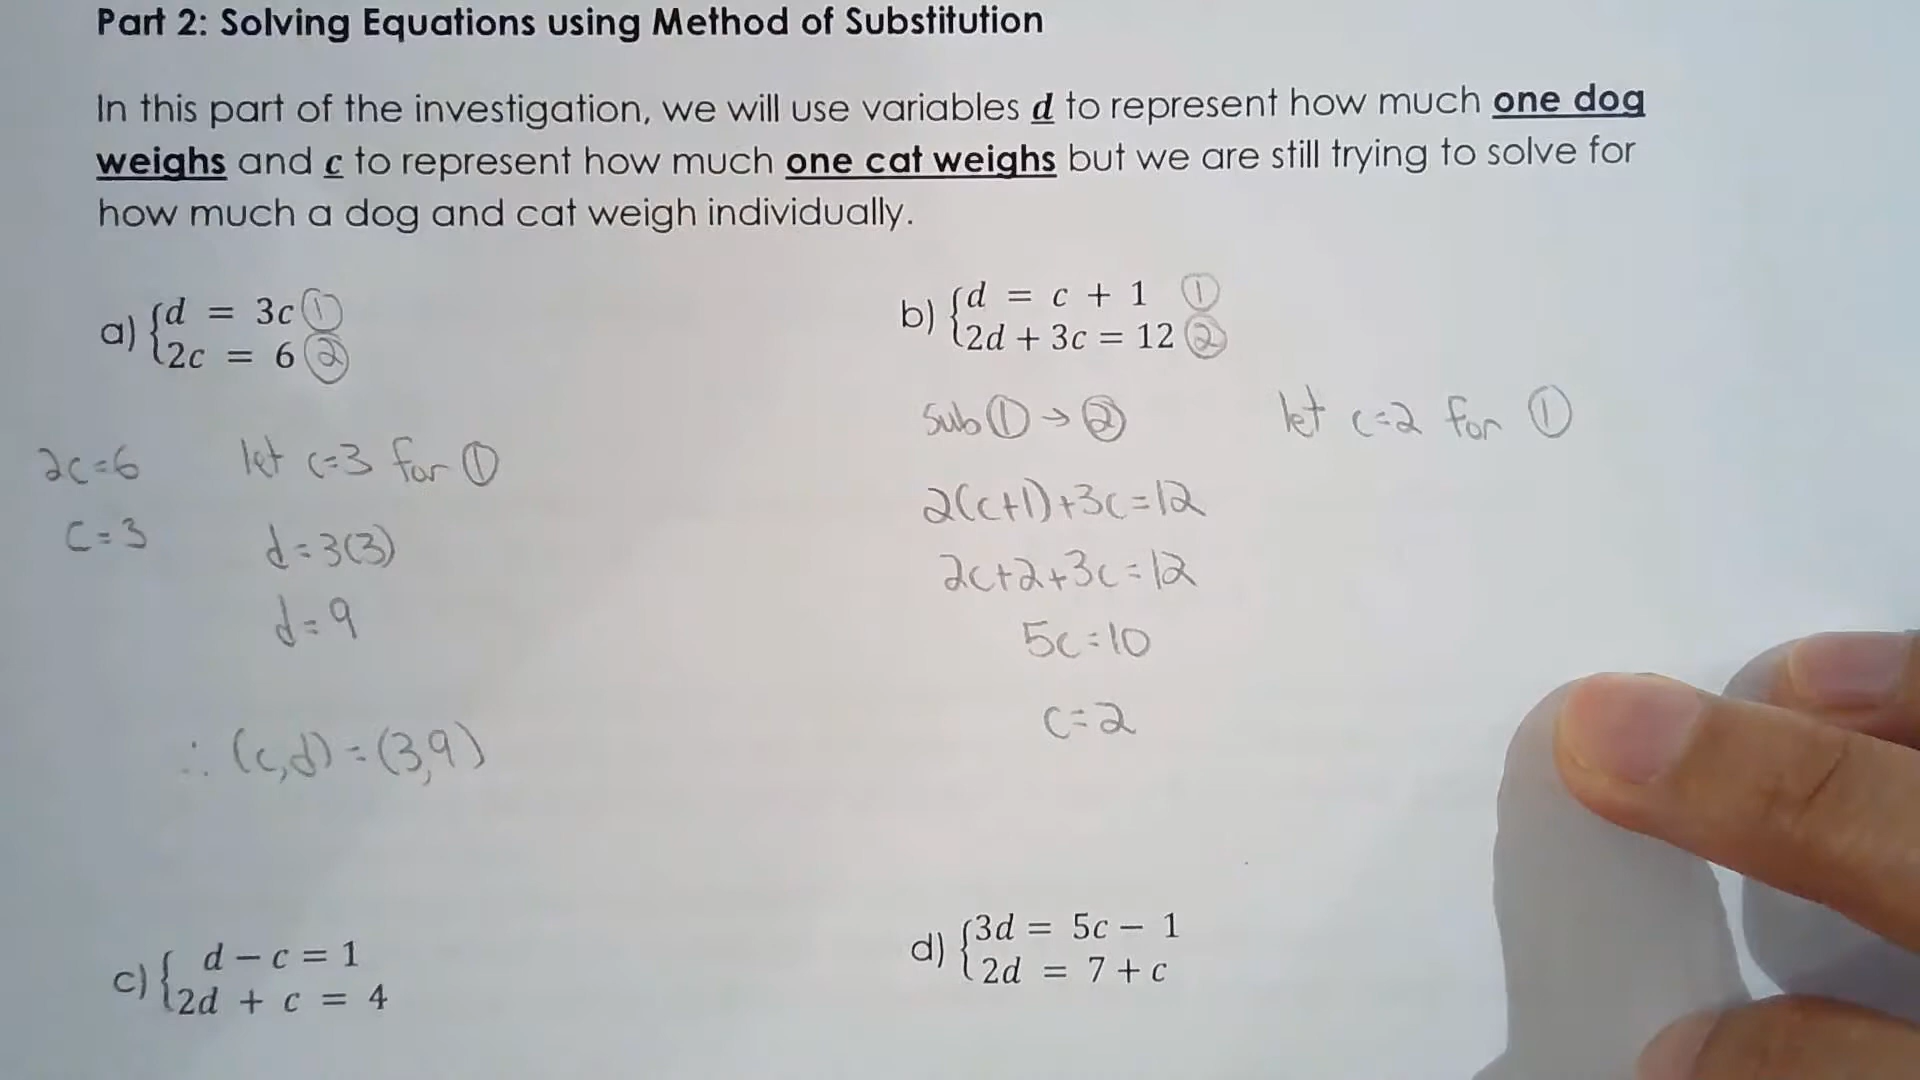 Part 2: Solving Equations using Method of Substitution
In this part of the investigation, we will use variables d to represent how much one dog
weighs and c to represent how much one cat weighs but we are still trying to solve for
how much a dog and cat weigh individually.
a) {d = 3c ①
2c = 6 ②
2c=6
c=3
let c=3 for ①
d=3(3)
d=9
∴ (c,d)=(3,9)
b) {d = c + 1 ①
2d + 3c = 12 ②
Sub ① → ②
2(c+1)+3c=12
2c+2+3c=12
5c=10
c=2
let c=2 for ①
c) {d − c = 1
2d + c = 4
d) {3d = 5c − 1
2d = 7 + c